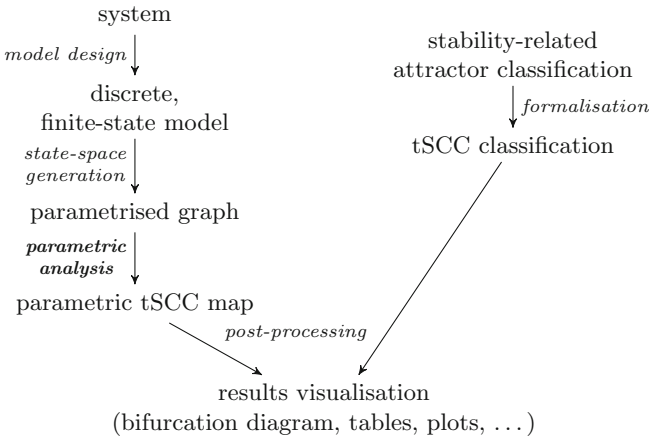 system
model design
discrete,
finite-state model
state-space
generation
parametrised graph
parametric
analysis
parametric tSCC map
stability-related
attractor classification
formalisation
tSCC classification
post-processing
results visualisation
(bifurcation diagram, tables, plots, ...)